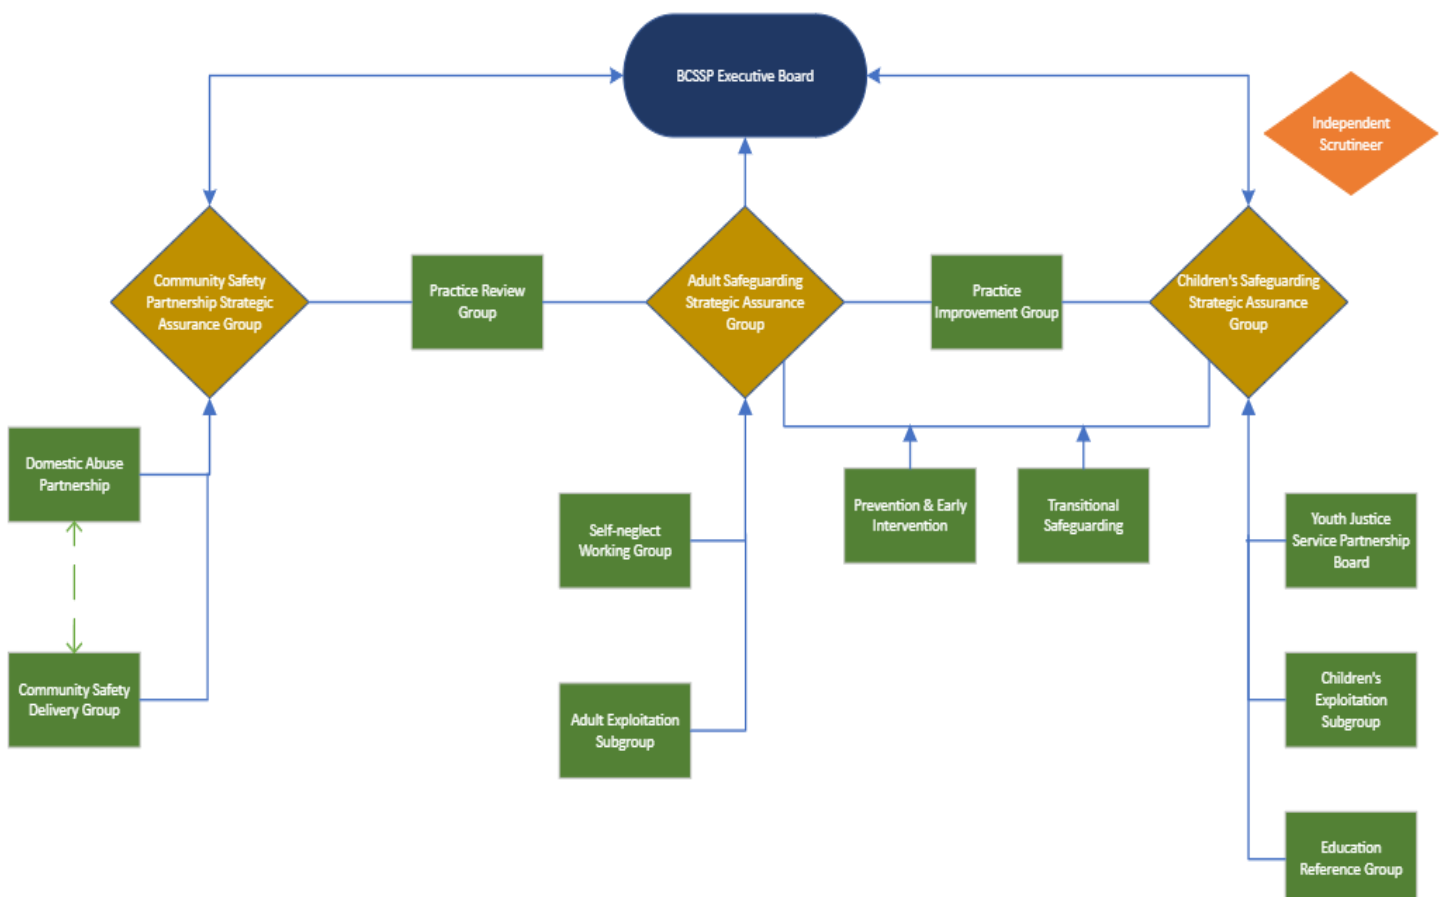 BCSSP Executive Board
Independent
Scrutineer
Community Safety
Partnership Strategic
Assurance Group
Practice Review
Group
Adult Safeguarding
Strategic Assurance
Group
Practice
Improvement Group
Children's Safeguarding
Strategic Assurance
Group
Domestic Abuse
Partnership
Self-neglect
Working Group
Prevention & Early
Intervention
Transitional
Safeguarding
Youth Justice
Service Partnership
Board
Community Safety
Delivery Group
Adult Exploitation
Subgroup
Children's
Exploitation
Subgroup
Education
Reference Group